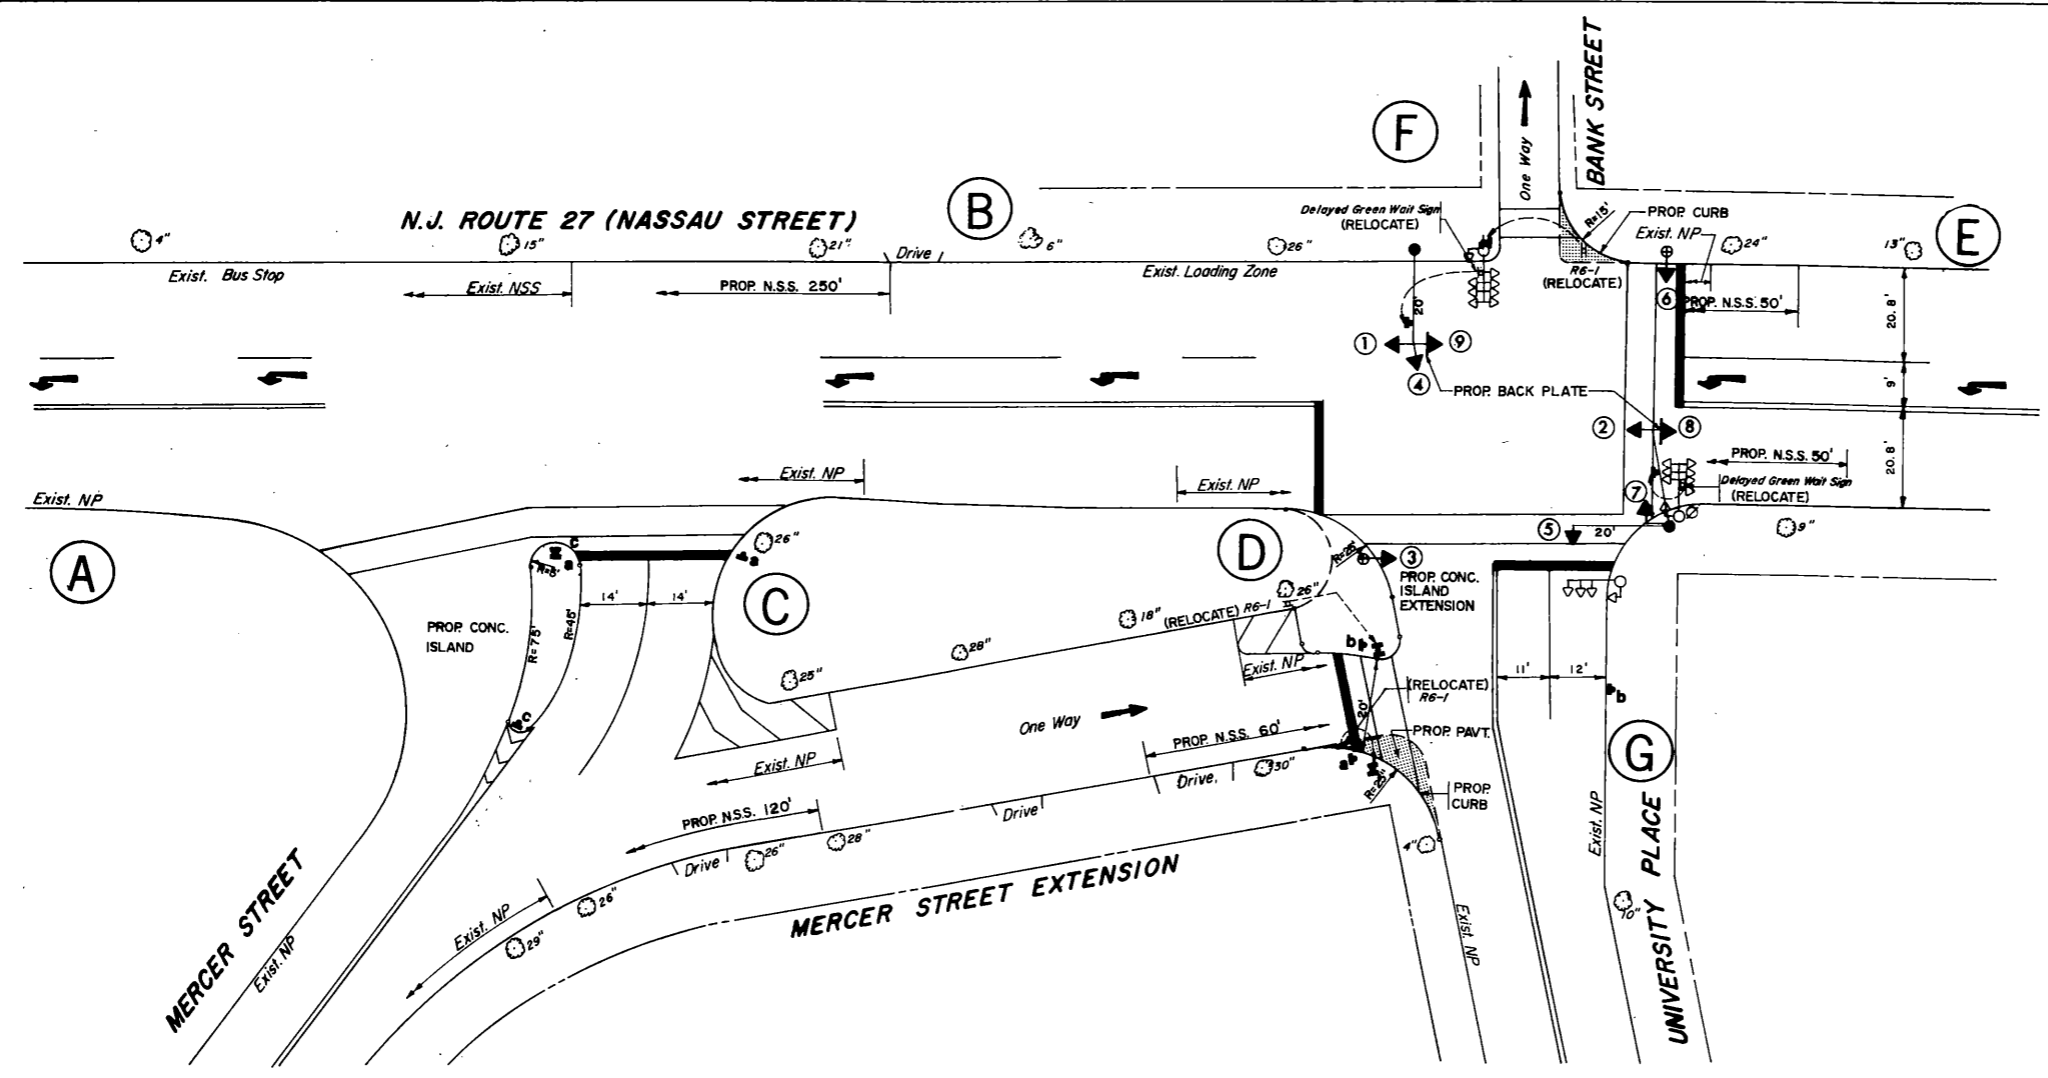 BANK STREET
One Way
F
B
N.J. ROUTE 27 (NASSAU STREET)
4"
15"
21"
6"
26"
Delayed Green Wait Sign
(RELOCATE)
R=15'
PROP. CURB
Exist. NP
24"
13"
E
Exist. Bus Stop
Exist. NSS
PROP. N.S.S. 250'
Drive
Exist. Loading Zone
R6-1
(RELOCATE)
6
PROP. N.S.S. 50'
20.8'
20'
1
9
4
PROP. BACK PLATE
9'
2
8
PROP. N.S.S. 50'
20.8'
Exist. NP
Exist. NP
Exist. NP
Delayed Green Wait Sign
(RELOCATE)
7
5
20'
9"
A
c
a
R=5'
26"
a
C
14'
14'
D
R=25'
3
PROP. CONC.
ISLAND
EXTENSION
26"
PROP. CONC.
ISLAND
R=75'
R=45'
18"
(RELOCATE) R6-1
28"
25"
b
Exist. NP
11'
12'
b
c
One Way
(RELOCATE)
R6-1
20'
PROP. N.S.S. 60'
PROP. PAVT.
G
Exist. NP
30"
a
R=25'
Drive
PROP.
CURB
PROP. N.S.S. 120'
Drive
28"
26"
Drive
4"
Exist. NP
MERCER STREET EXTENSION
26"
Exist. NP
29"
Exist. NP
10"
MERCER STREET
Exist. NP
UNIVERSITY PLACE